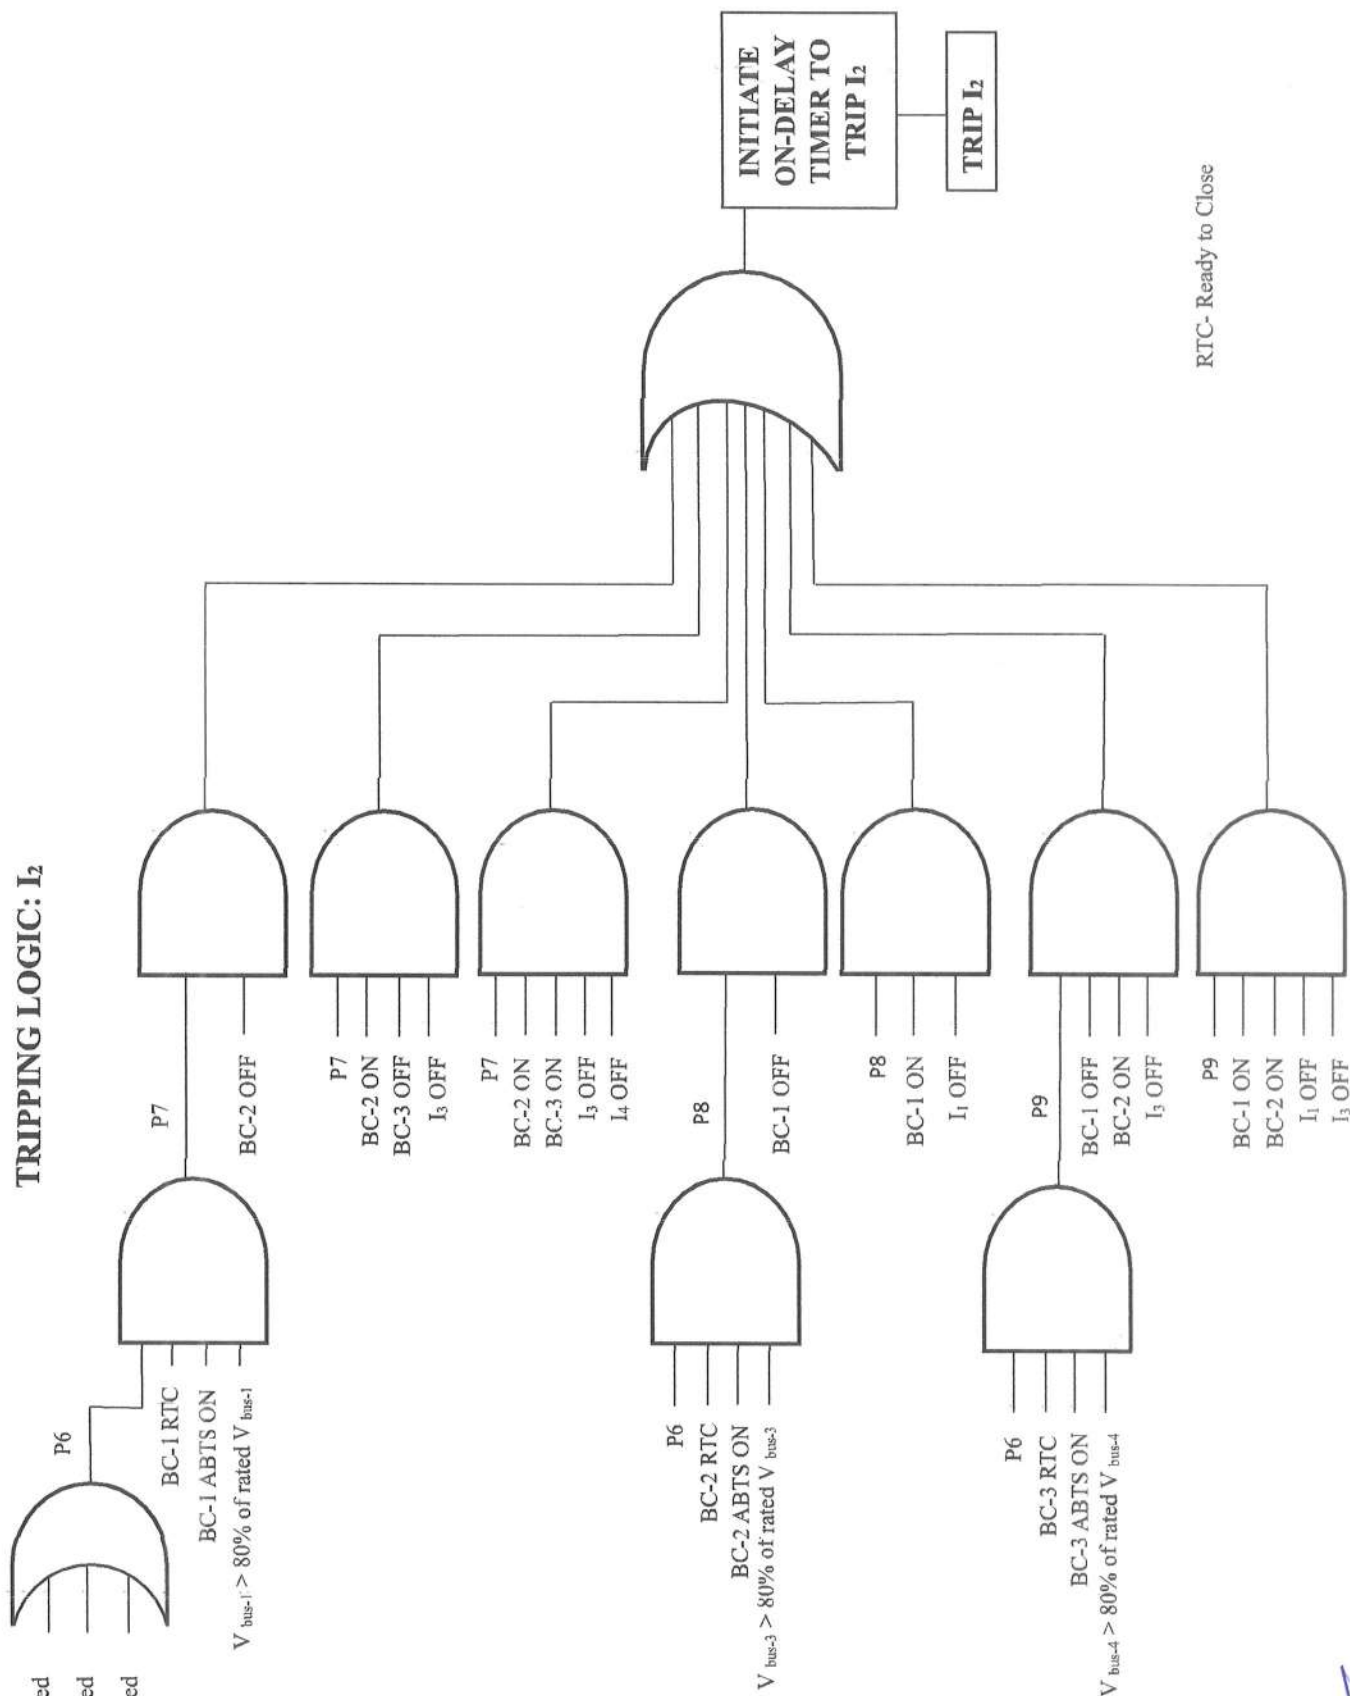 TRIPPING LOGIC: I₂
ed
ed
ed
P6
BC-1 RTC
BC-1 ABTS ON
V bus-1 > 80% of rated V bus-1
P7
BC-2 OFF
P7
BC-2 ON
BC-3 OFF
I₃ OFF
P7
BC-2 ON
BC-3 ON
I₃ OFF
I₄ OFF
P6
BC-2 RTC
BC-2 ABTS ON
V bus-3 > 80% of rated V bus-3
P8
BC-1 OFF
P8
BC-1 ON
I₁ OFF
P6
BC-3 RTC
BC-3 ABTS ON
V bus-4 > 80% of rated V bus-4
P9
BC-1 OFF
BC-2 ON
I₃ OFF
P9
BC-1 ON
BC-2 ON
I₁ OFF
I₃ OFF
INITIATE
ON-DELAY
TIMER TO
TRIP I₂
TRIP I₂
RTC- Ready to Close